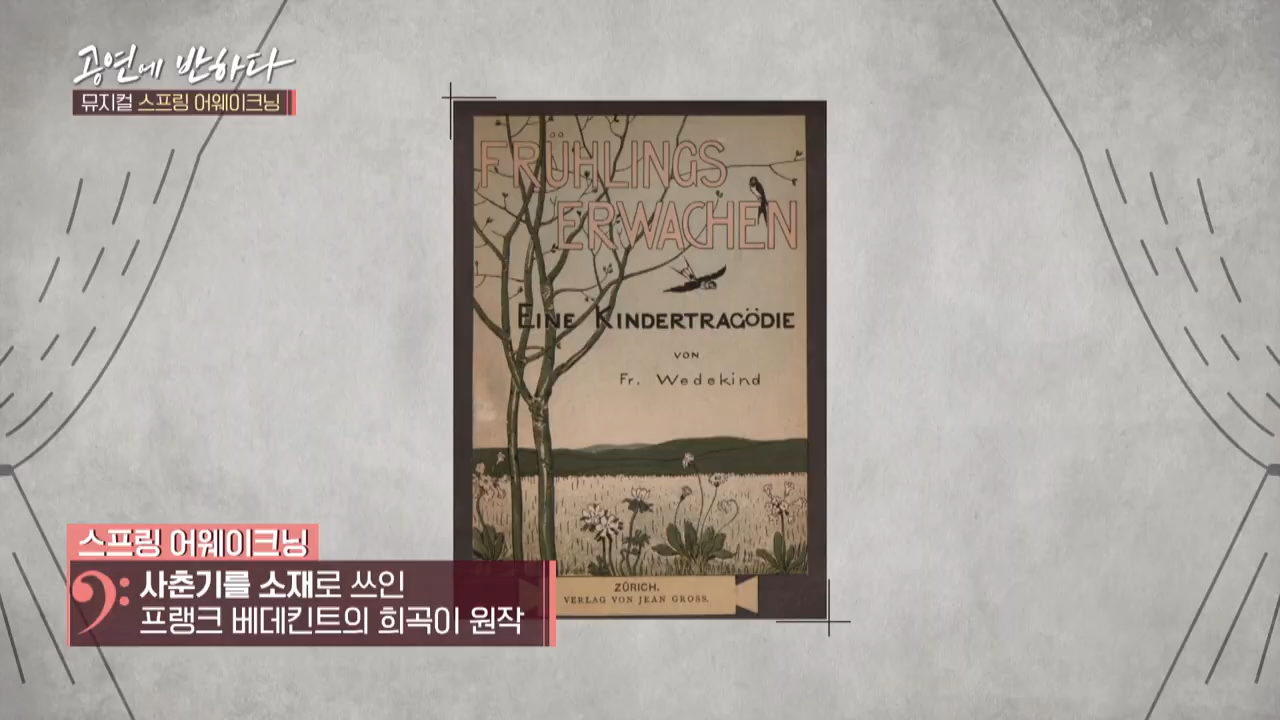 공연에 반하다
뮤지컬 스프링 어웨이크닝
FRÜHLINGS
ERWACHEN
EINE KINDERTRAGÖDIE
VON
Fr. Wedekind
ZÜRICH.
VERLAG VON JEAN GROSS.
스프링 어웨이크닝
사춘기를 소재로 쓰인
프랭크 베데킨트의 희곡이 원작